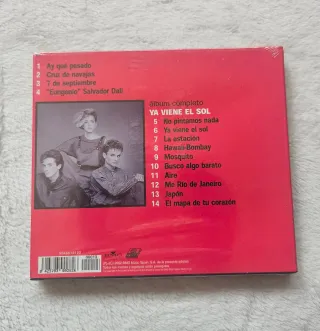 1 Ay qué pesado
2 Cruz de navajas
3 7 de septiembre
4 "Eungenio" Salvador Dalí
álbum completo
YA VIENE EL SOL
5 No pintamos nada
6 Ya viene el sol
7 La estación
8 Hawaii-Bombay
9 Mosquito
10 Busco algo barato
11 Aire
12 Me Río de Janeiro
13 Japón
14 El mapa de tu corazón